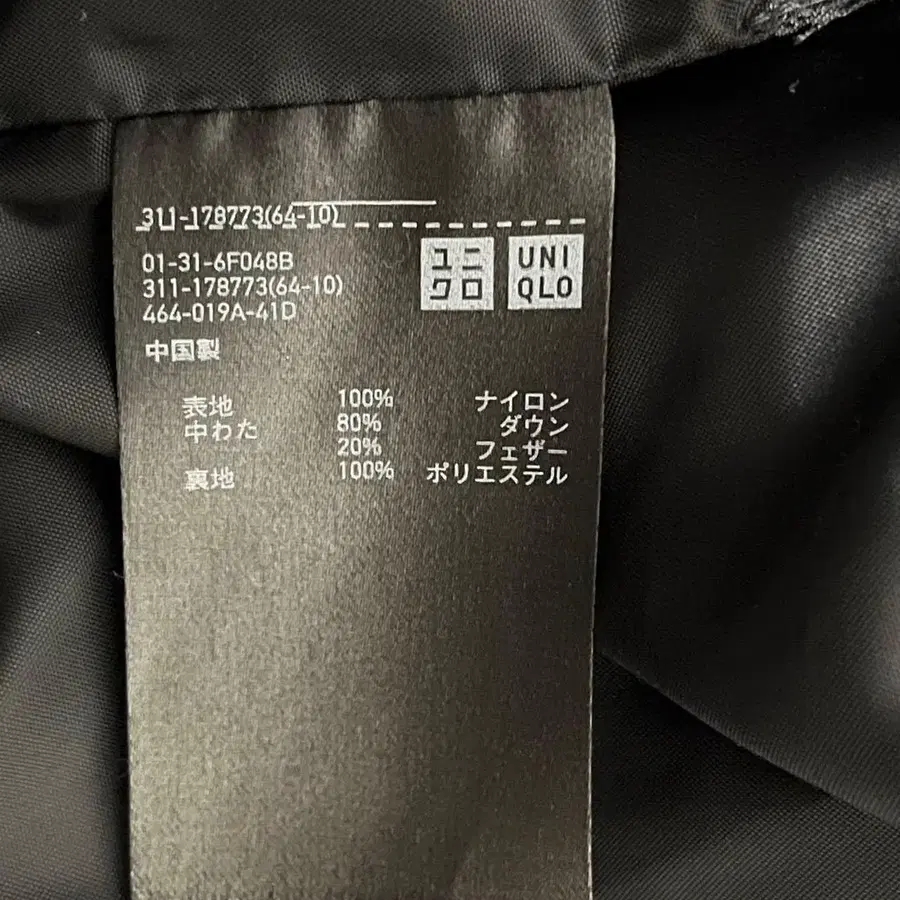 311-178773(64-10)
01-31-6F048B
311-178773(64-10)
464-019A-41D
ユニクロ
UNIQLO
中国製
表地 100% ナイロン
中わた 80% ダウン
20% フェザー
裏地 100% ポリエステル